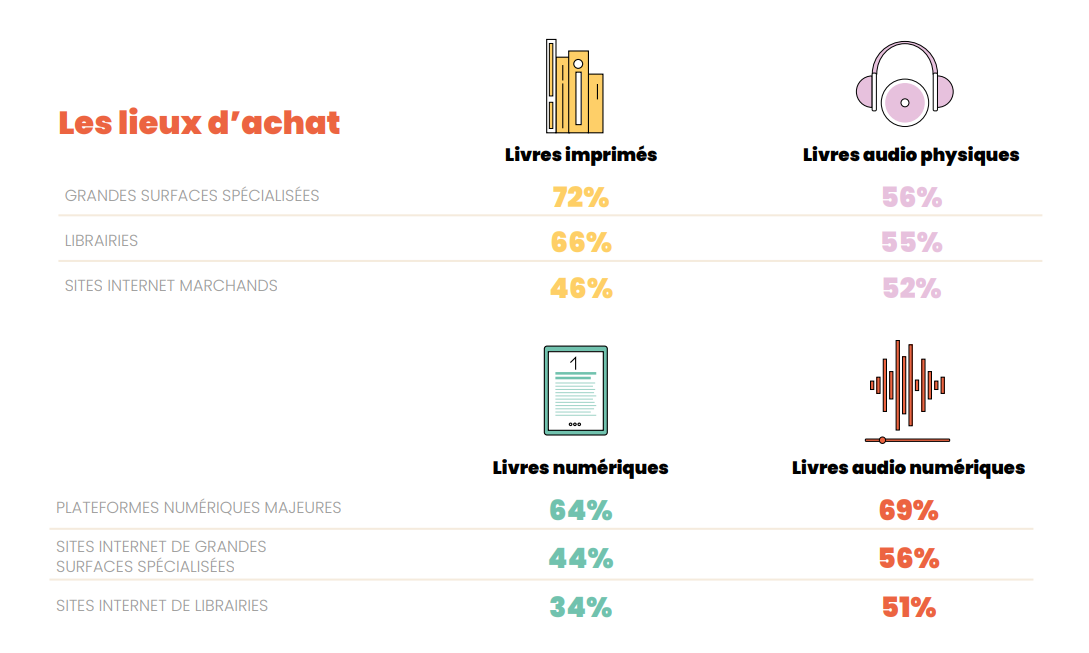 Les lieux d'achat
Livres imprimés Livres audio physiques
GRANDES SURFACES SPÉCIALISÉES 72% 56%
LIBRAIRIES 66% 55%
SITES INTERNET MARCHANDS 46% 52%
1
Livres numériques Livres audio numériques
PLATEFORMES NUMÉRIQUES MAJEURES 64% 69%
SITES INTERNET DE GRANDES
SURFACES SPÉCIALISÉES 44% 56%
SITES INTERNET DE LIBRAIRIES 34% 51%